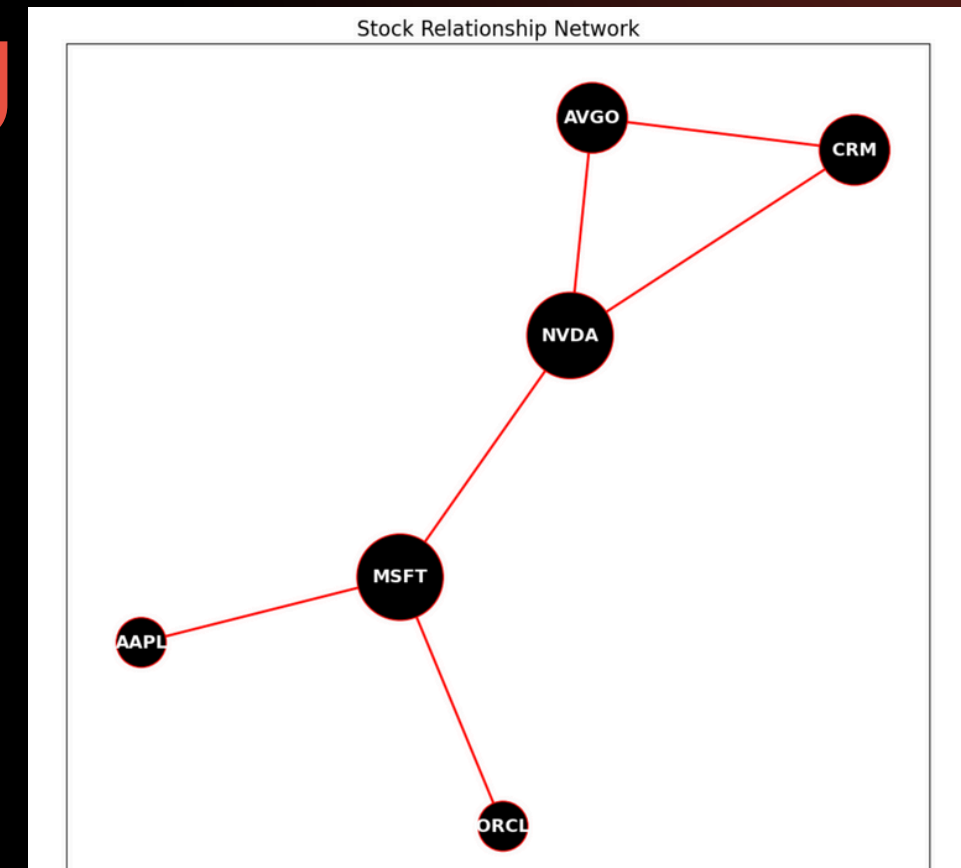 Stock Relationship Network
AVGO
CRM
NVDA
MSFT
AAPL
ORCL